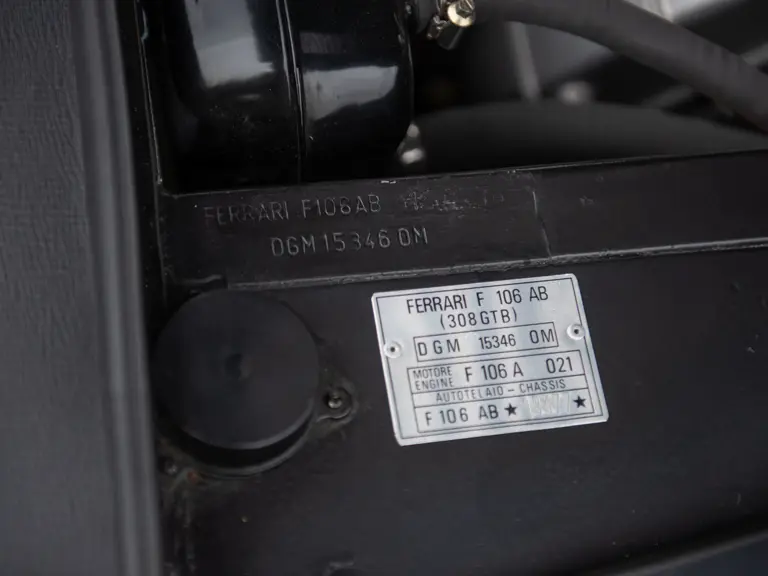 FERRARI F106AB
DGM 15346 OM
FERRARI F 106 AB
(308 GTB)
DGM 15346 OM
MOTORE ENGINE F 106 A 021
AUTOTELAIO - CHASSIS
F 106 AB ★ ★